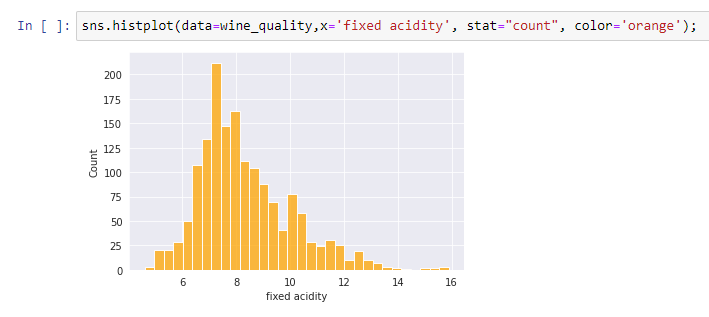 In [ ]: sns.histplot(data=wine_quality,x='fixed acidity', stat="count", color='orange');
200
175
150
125
100
75
50
25
0
Count
6 8 10 12 14 16
fixed acidity